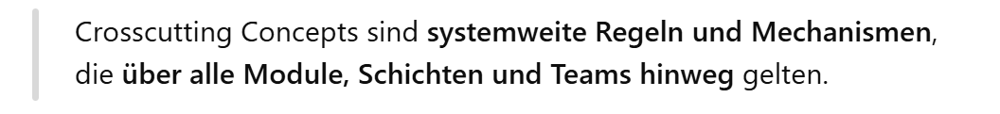 Crosscutting Concepts sind systemweite Regeln und Mechanismen,
die über alle Module, Schichten und Teams hinweg gelten.